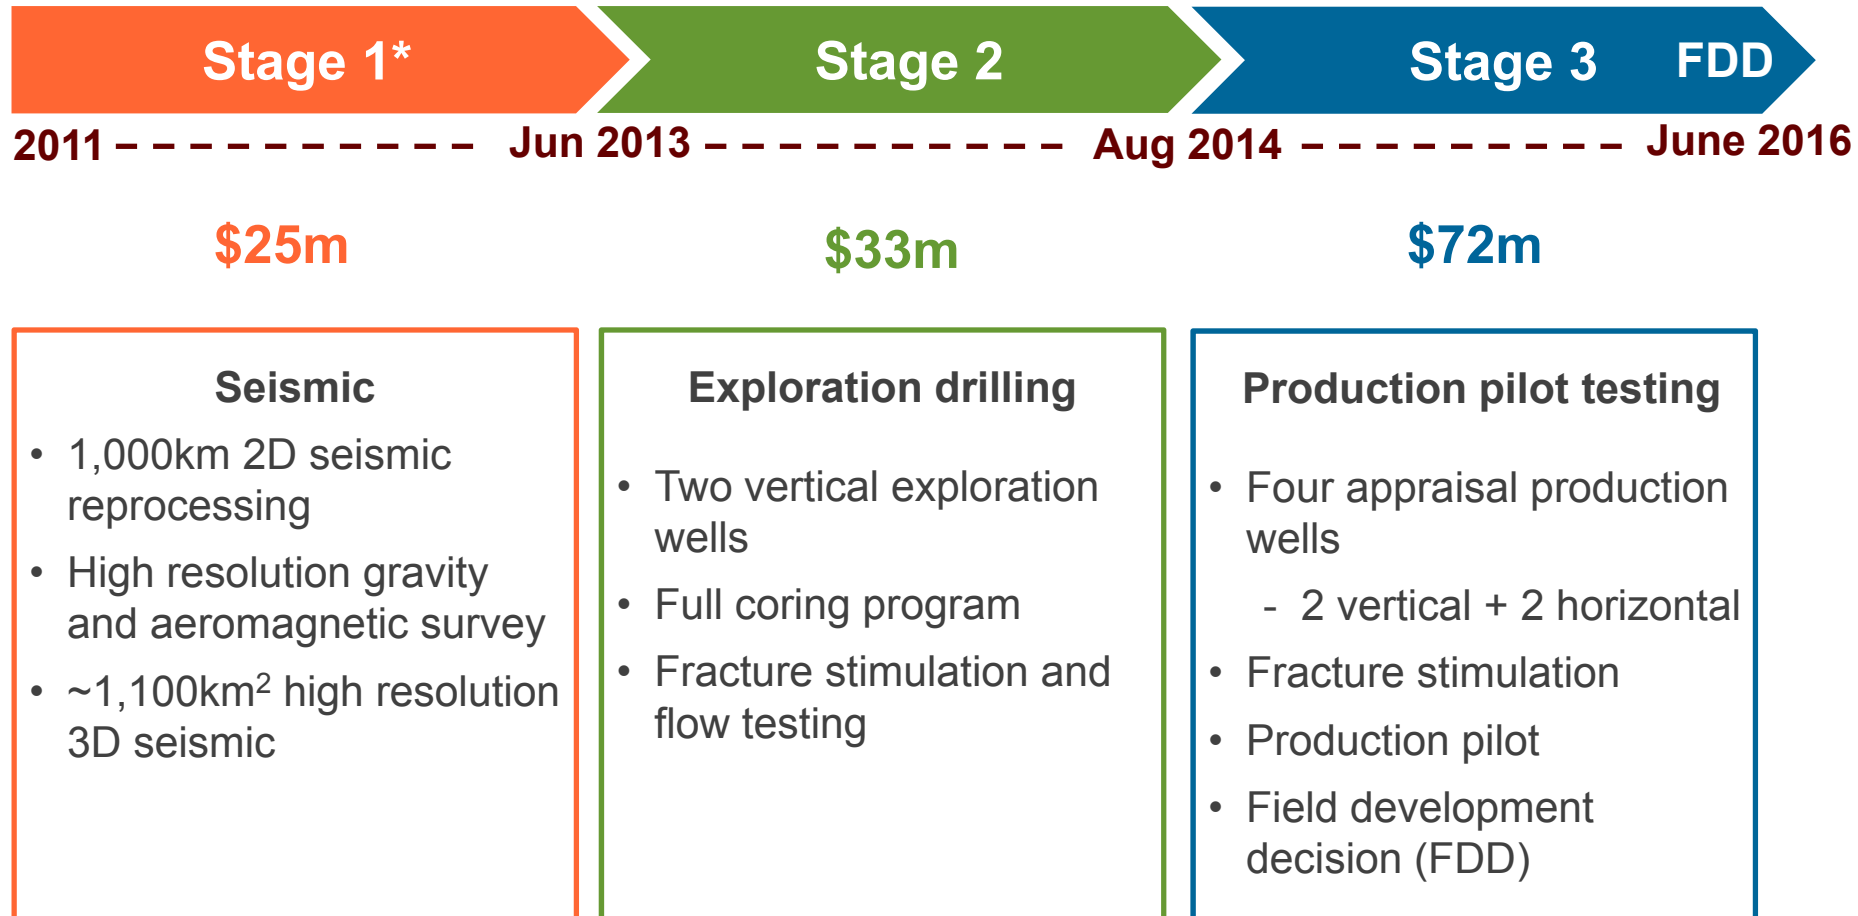 Stage 1*
Stage 2
Stage 3 FDD
2011 – – – – – – – – – – Jun 2013 – – – – – – – – – – Aug 2014 – – – – – – – – – June 2016
$25m
$33m
$72m
Seismic
• 1,000km 2D seismic
reprocessing
• High resolution gravity
and aeromagnetic survey
• ~1,100km² high resolution
3D seismic
Exploration drilling
• Two vertical exploration
wells
• Full coring program
• Fracture stimulation and
flow testing
Production pilot testing
• Four appraisal production
wells
- 2 vertical + 2 horizontal
• Fracture stimulation
• Production pilot
• Field development
decision (FDD)